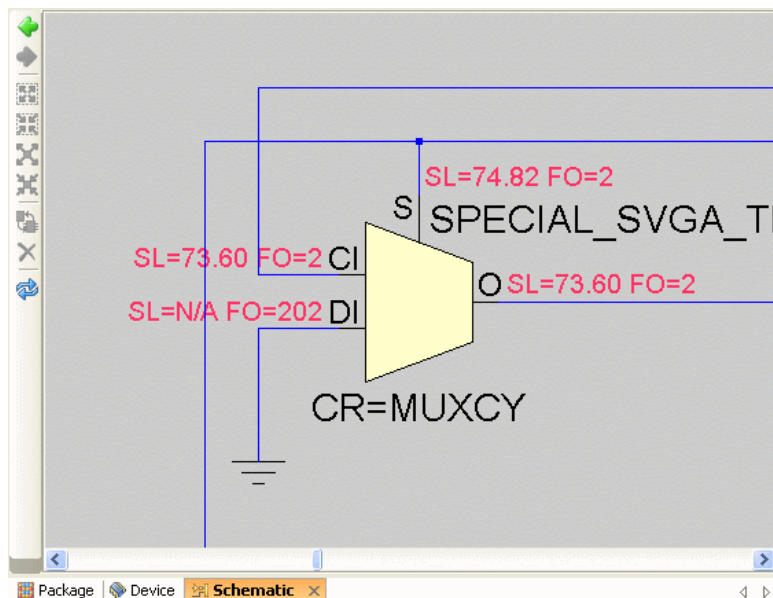 SL=74.82 FO=2
S
SPECIAL_SVGA_T
SL=73.60 FO=2 CI
O SL=73.60 FO=2
SL=N/A FO=202 DI
CR=MUXCY
Package Device Schematic